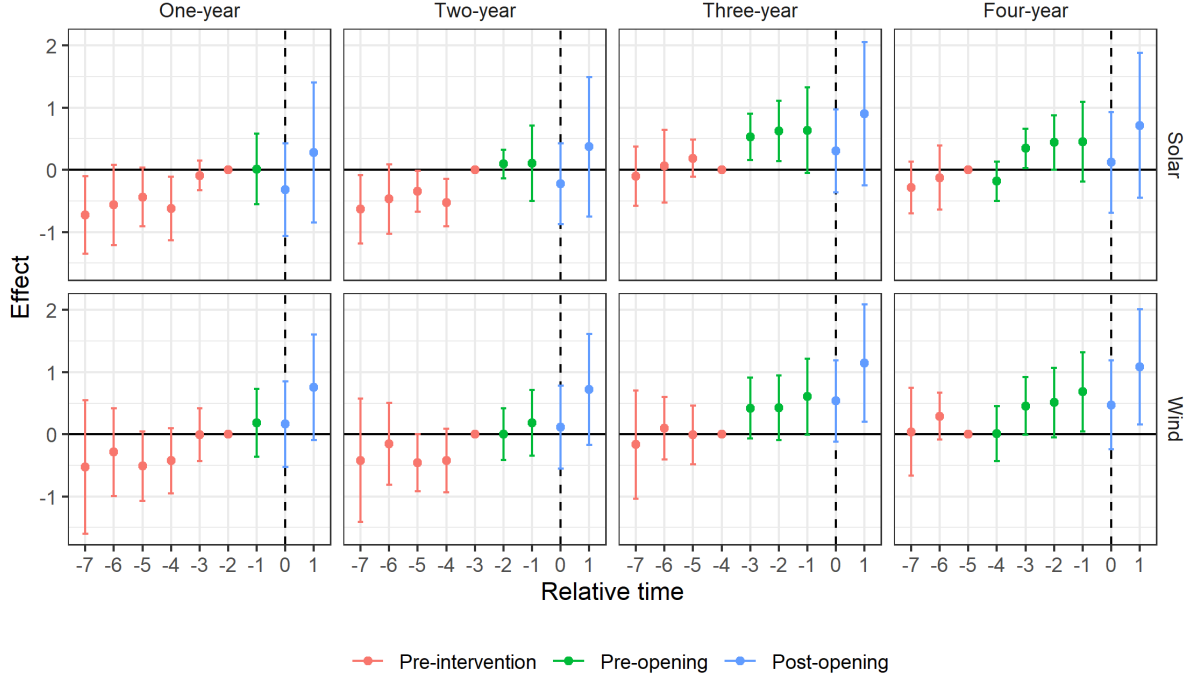 One-year Two-year Three-year Four-year
2
1
0
-1
Solar
Effect
2
1
0
-1
Wind
-7 -6 -5 -4 -3 -2 -1 0 1 -7 -6 -5 -4 -3 -2 -1 0 1 -7 -6 -5 -4 -3 -2 -1 0 1 -7 -6 -5 -4 -3 -2 -1 0 1
Relative time
Pre-intervention Pre-opening Post-opening